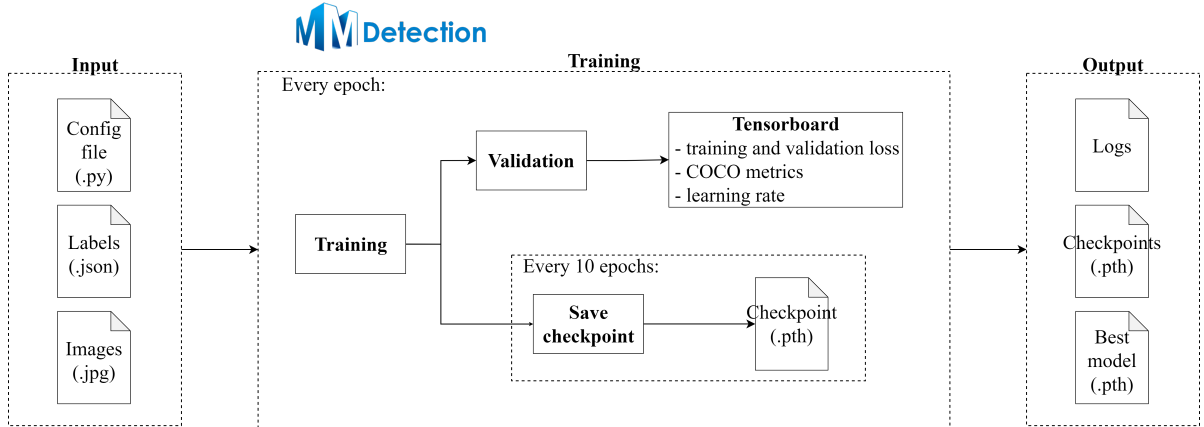 MMDetection
Input
Config
file
(.py)
Labels
(.json)
Images
(.jpg)
Training
Every epoch:
Training
Validation
Tensorboard
- training and validation loss
- COCO metrics
- learning rate
Every 10 epochs:
Save
checkpoint
Checkpoint
(.pth)
Output
Logs
Checkpoints
(.pth)
Best
model
(.pth)